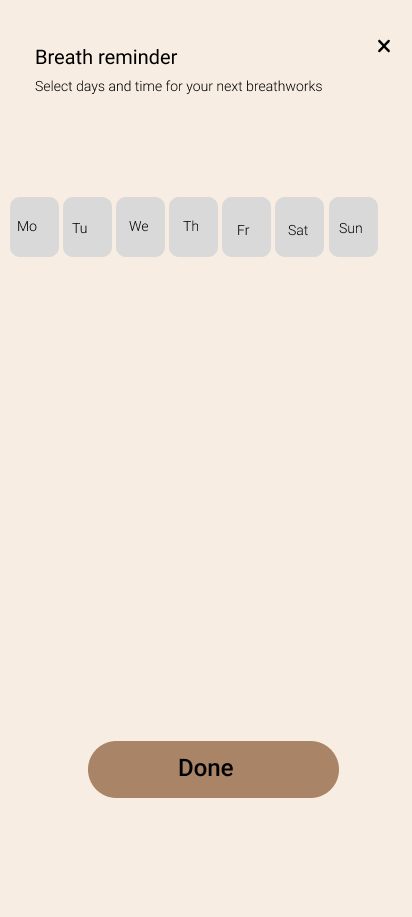 Breath reminder
Select days and time for your next breathworks
Mo Tu We Th Fr Sat Sun
Done